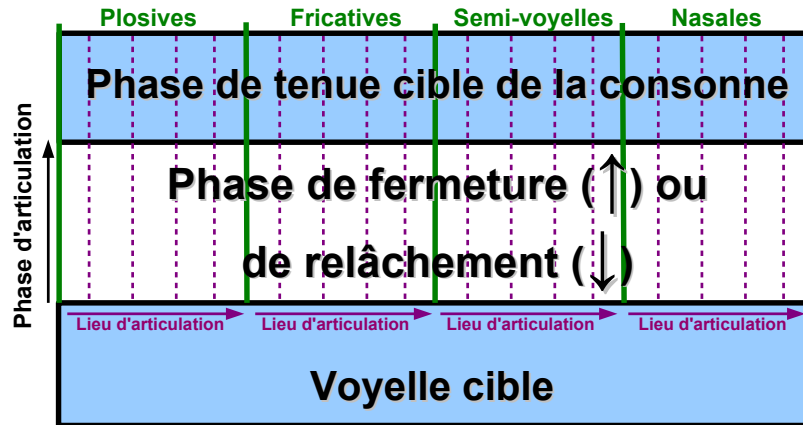 Plosives Fricatives Semi-voyelles Nasales
Phase de tenue cible de la consonne
Phase d'articulation
Phase de fermeture (↑) ou
de relâchement (↓)
Lieu d'articulation Lieu d'articulation Lieu d'articulation Lieu d'articulation
Voyelle cible